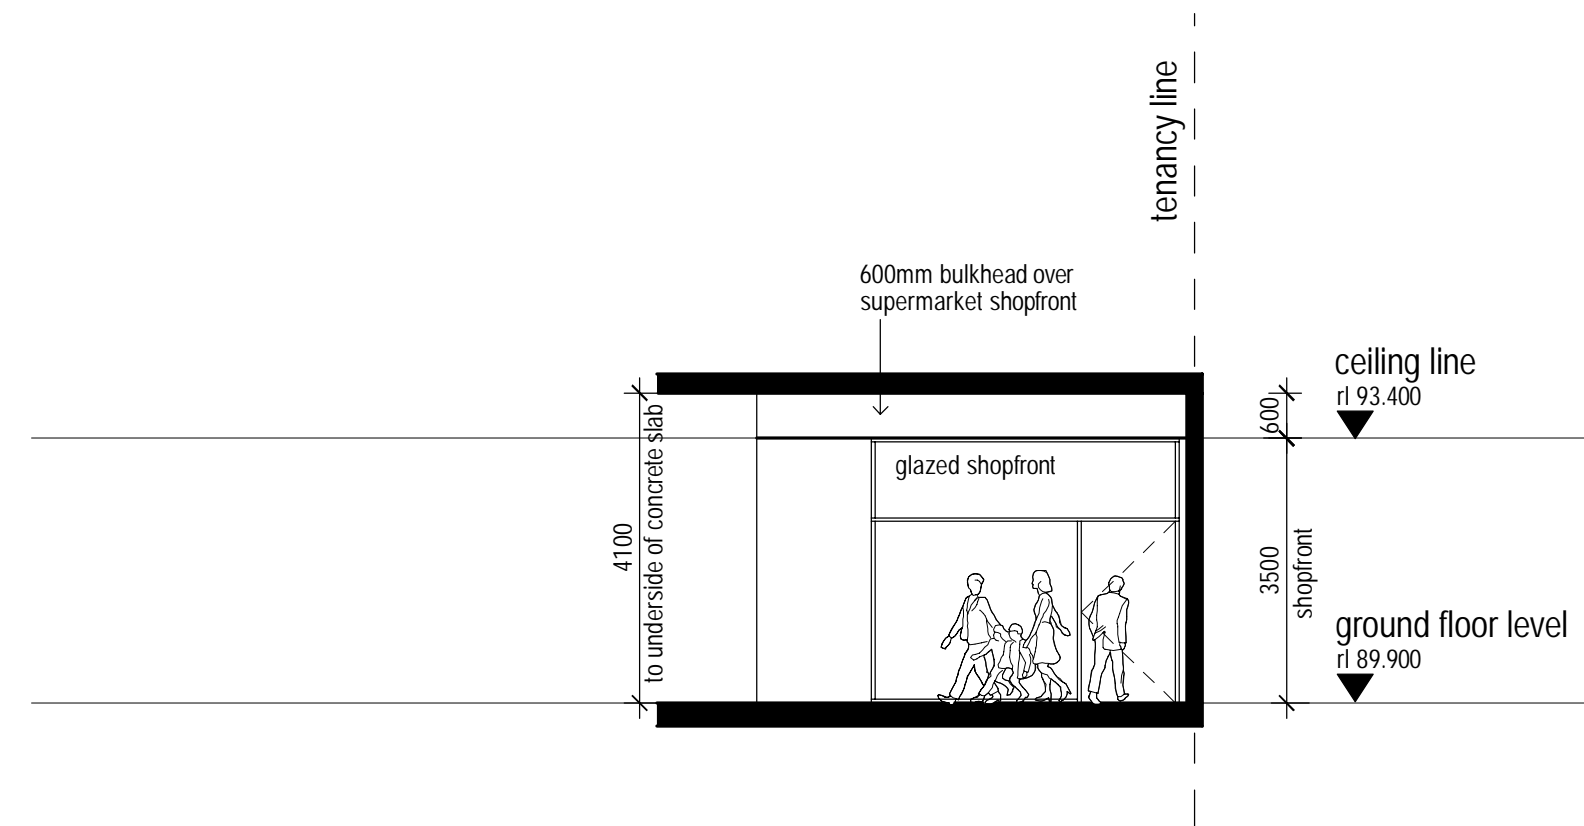 tenancy line
600mm bulkhead over
supermarket shopfront
ceiling line
rl 93.400
600
glazed shopfront
4100
to underside of concrete slab
3500
shopfront
ground floor level
rl 89.900